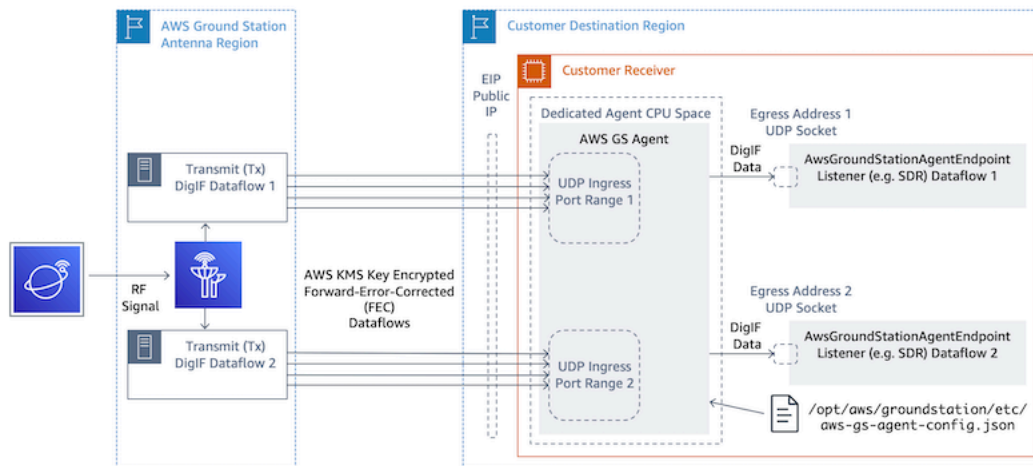 AWS Ground Station
Antenna Region
Customer Destination Region
EIP
Public
IP
Customer Receiver
Dedicated Agent CPU Space
AWS GS Agent
Egress Address 1
UDP Socket
Transmit (Tx)
DigIF Dataflow 1
UDP Ingress
Port Range 1
DigIF
Data
AwsGroundStationAgentEndpoint
Listener (e.g. SDR) Dataflow 1
RF
Signal
AWS KMS Key Encrypted
Forward-Error-Corrected
(FEC)
Dataflows
Egress Address 2
UDP Socket
Transmit (Tx)
DigIF Dataflow 2
UDP Ingress
Port Range 2
DigIF
Data
AwsGroundStationAgentEndpoint
Listener (e.g. SDR) Dataflow 2
/opt/aws/groundstation/etc/
aws-gs-agent-config.json